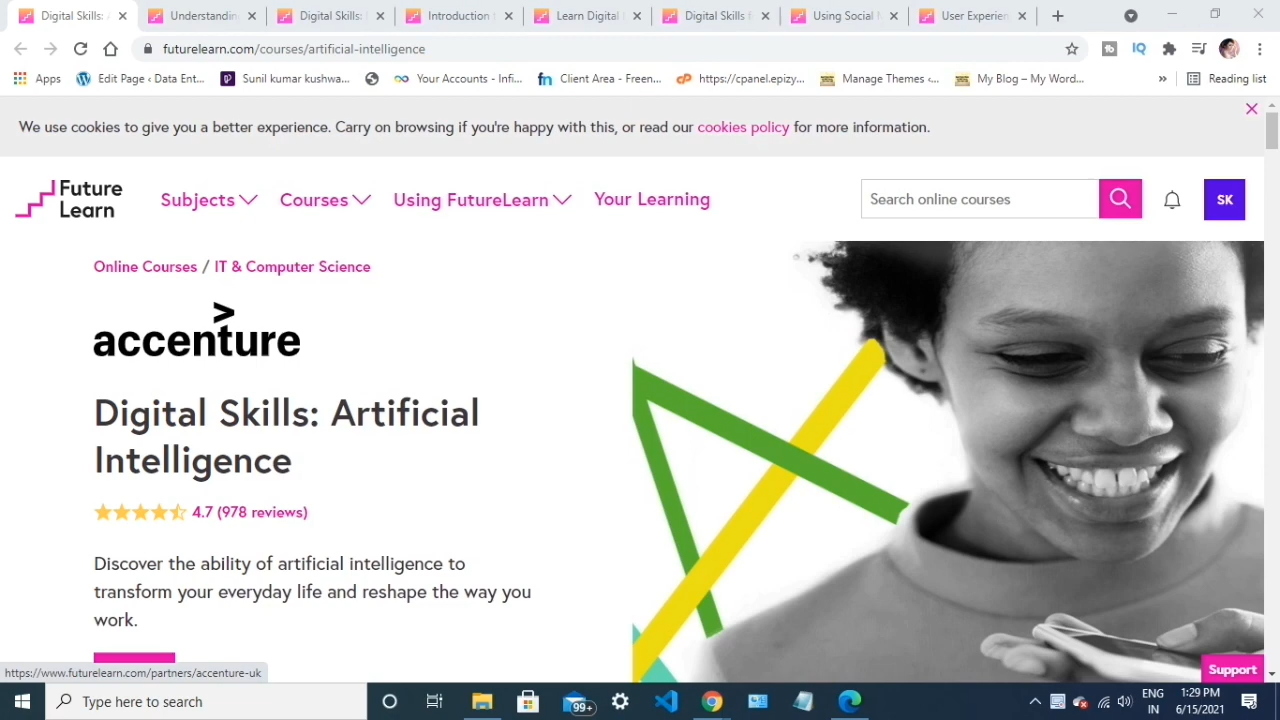 Digital Skills: A
Understanding
Digital Skills:
Introduction
Learn Digital
Digital Skills f
Using Social M
User Experien
futurelearn.com/courses/artificial-intelligence
Apps
Edit Page ‹ Data Ent...
Sunil kumar kushwa...
Your Accounts - Infi...
fn
Client Area - Freen...
cP
https://cpanel.epizy...
Manage Themes ‹...
My Blog – My Word...
»
Reading list
IQ
We use cookies to give you a better experience. Carry on browsing if you're happy with this, or read our cookies policy for more information.
Future
Learn
Subjects
Courses
Using FutureLearn
Your Learning
Search online courses
SK
Online Courses / IT & Computer Science
accenture
Digital Skills: Artificial
Intelligence
4.7 (978 reviews)
Discover the ability of artificial intelligence to
transform your everyday life and reshape the way you
work.
https://www.futurelearn.com/partners/accenture-uk
Support
Type here to search
99+
ENG
IN
1:29 PM
6/15/2021